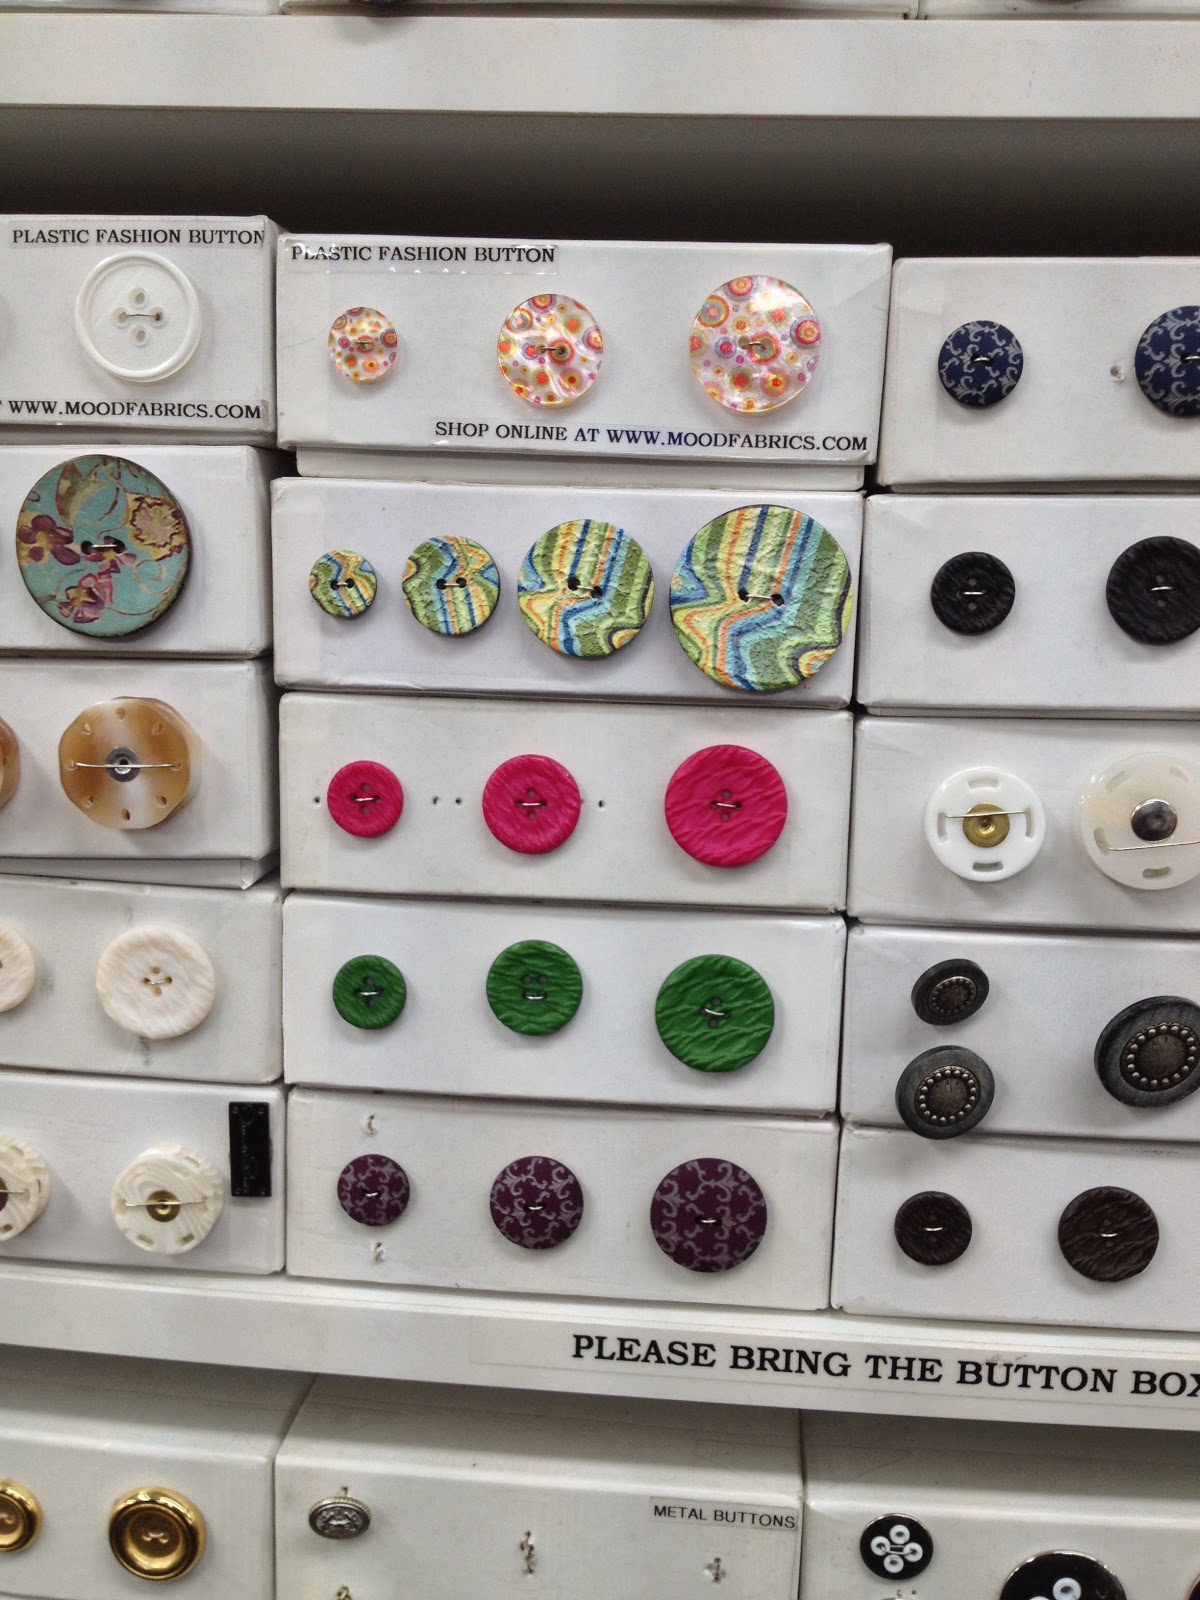 PLASTIC FASHION BUTTON
WWW.MOODFABRICS.COM
PLASTIC FASHION BUTTON
SHOP ONLINE AT WWW.MOODFABRICS.COM
PLEASE BRING THE BUTTON BOX
METAL BUTTONS